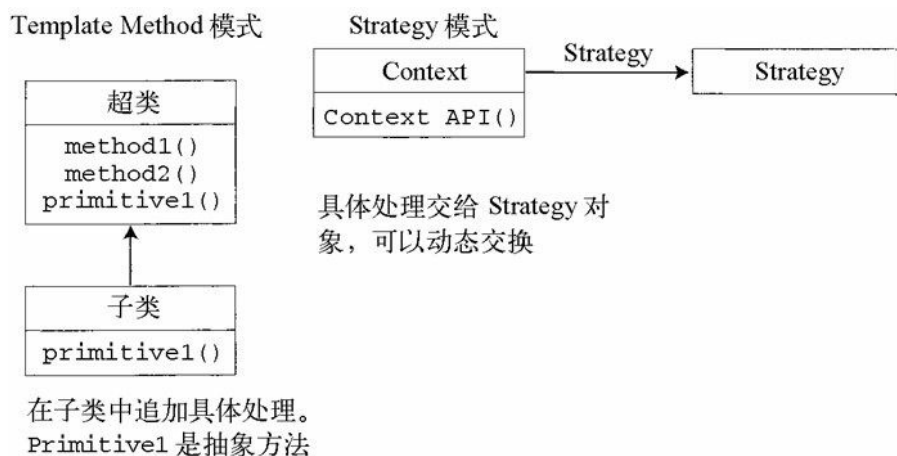 Template Method 模式
超类
method1()
method2()
primitive1()
子类
primitive1()
在子类中追加具体处理。
Primitive1 是抽象方法
Strategy 模式
Context
Context API()
Strategy
Strategy
具体处理交给 Strategy 对
象，可以动态交换